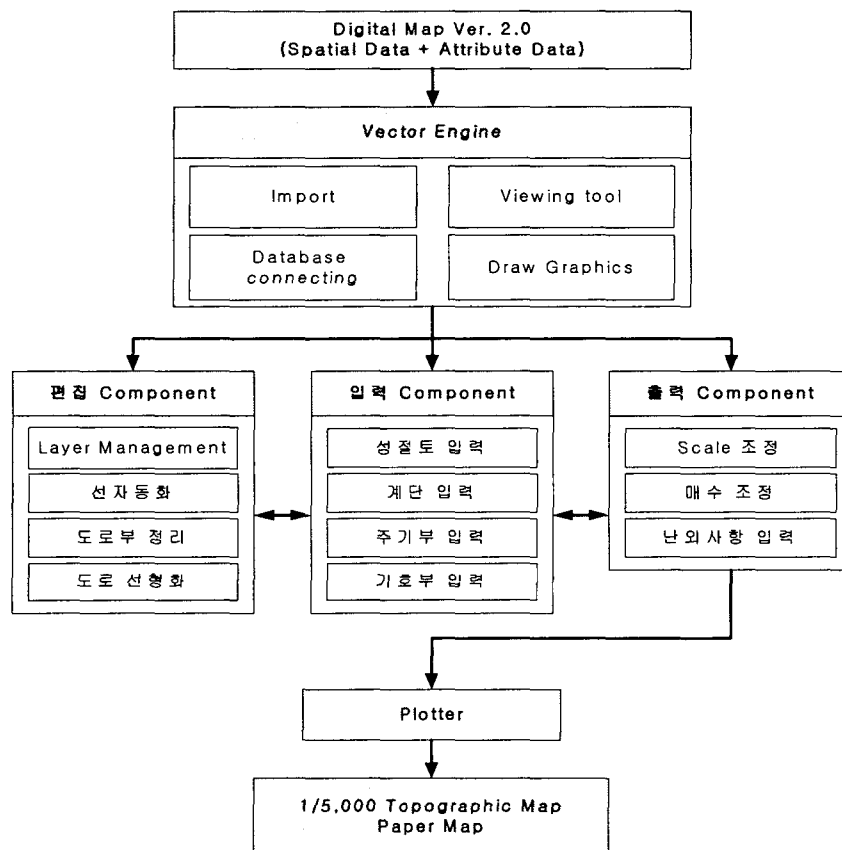 Digital Map Ver. 2.0
(Spatial Data + Attribute Data)
Vector Engine
Import
Viewing tool
Database
connecting
Draw Graphics
편집 Component
Layer Management
선자동화
도로부 정리
도로 선형화
입력 Component
성절토 입력
계단 입력
주기부 입력
기호부 입력
출력 Component
Scale 조정
매수 조정
난외사항 입력
Plotter
1/5,000 Topographic Map
Paper Map